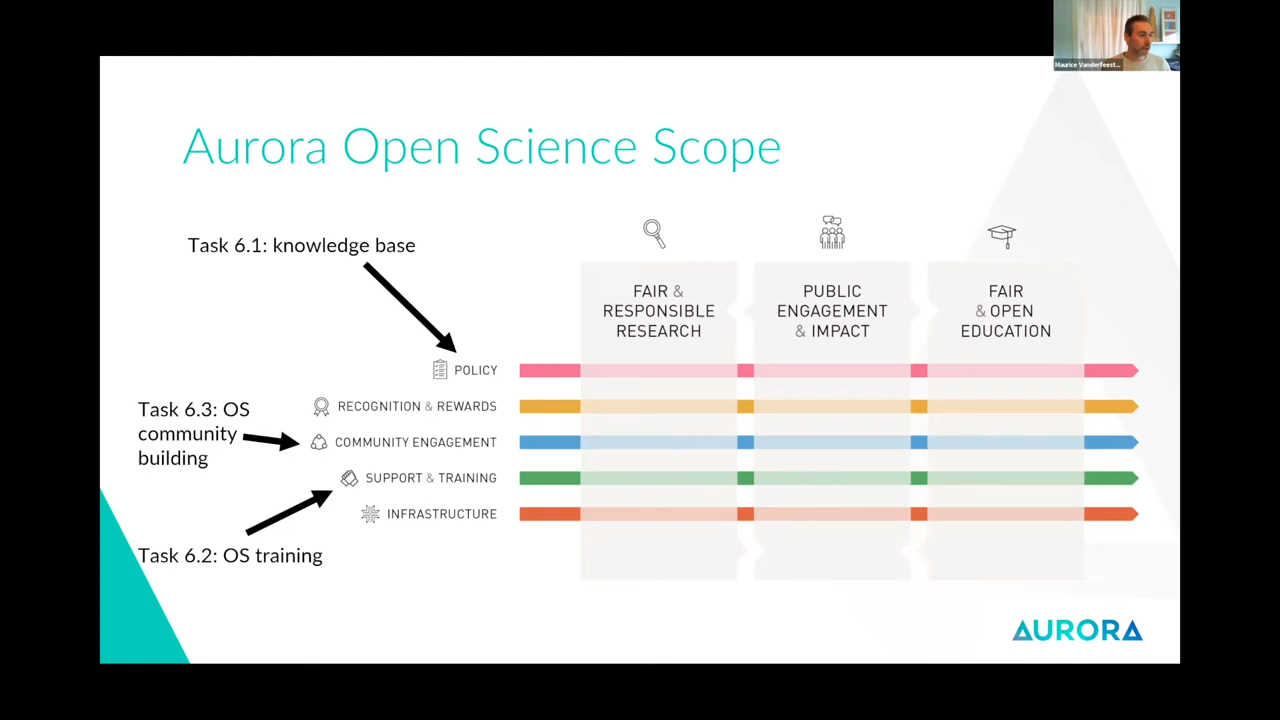 Maurice Vanderfeest...
Aurora Open Science Scope
Task 6.1: knowledge base
FAIR &
RESPONSIBLE
RESEARCH
PUBLIC
ENGAGEMENT
& IMPACT
FAIR
& OPEN
EDUCATION
POLICY
RECOGNITION & REWARDS
Task 6.3: OS
community
building
COMMUNITY ENGAGEMENT
SUPPORT & TRAINING
INFRASTRUCTURE
Task 6.2: OS training
AURORA